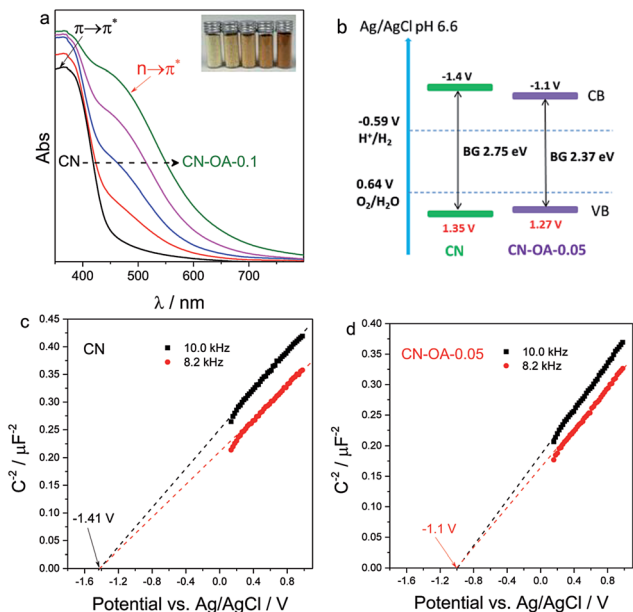 a
π→π*
n→π*
CN
CN-OA-0.1
Abs
400
500
600
700
λ / nm
b
Ag/AgCl pH 6.6
-1.4 V
-1.1 V
CB
-0.59 V
H⁺/H₂
BG 2.75 eV
BG 2.37 eV
0.64 V
O₂/H₂O
VB
1.35 V
1.27 V
CN
CN-OA-0.05
c
CN
10.0 kHz
8.2 kHz
0.45
0.40
0.35
0.30
0.25
0.20
0.15
0.10
0.05
0.00
C⁻² / μF⁻²
-1.41 V
-1.6
-1.2
-0.8
-0.4
0.0
0.4
0.8
Potential vs. Ag/AgCl / V
d
CN-OA-0.05
10.0 kHz
8.2 kHz
0.40
0.35
0.30
0.25
0.20
0.15
0.10
0.05
0.00
C⁻² / μF⁻²
-1.1 V
-1.6
-1.2
-0.8
-0.4
0.0
0.4
0.8
Potential vs. Ag/AgCl / V